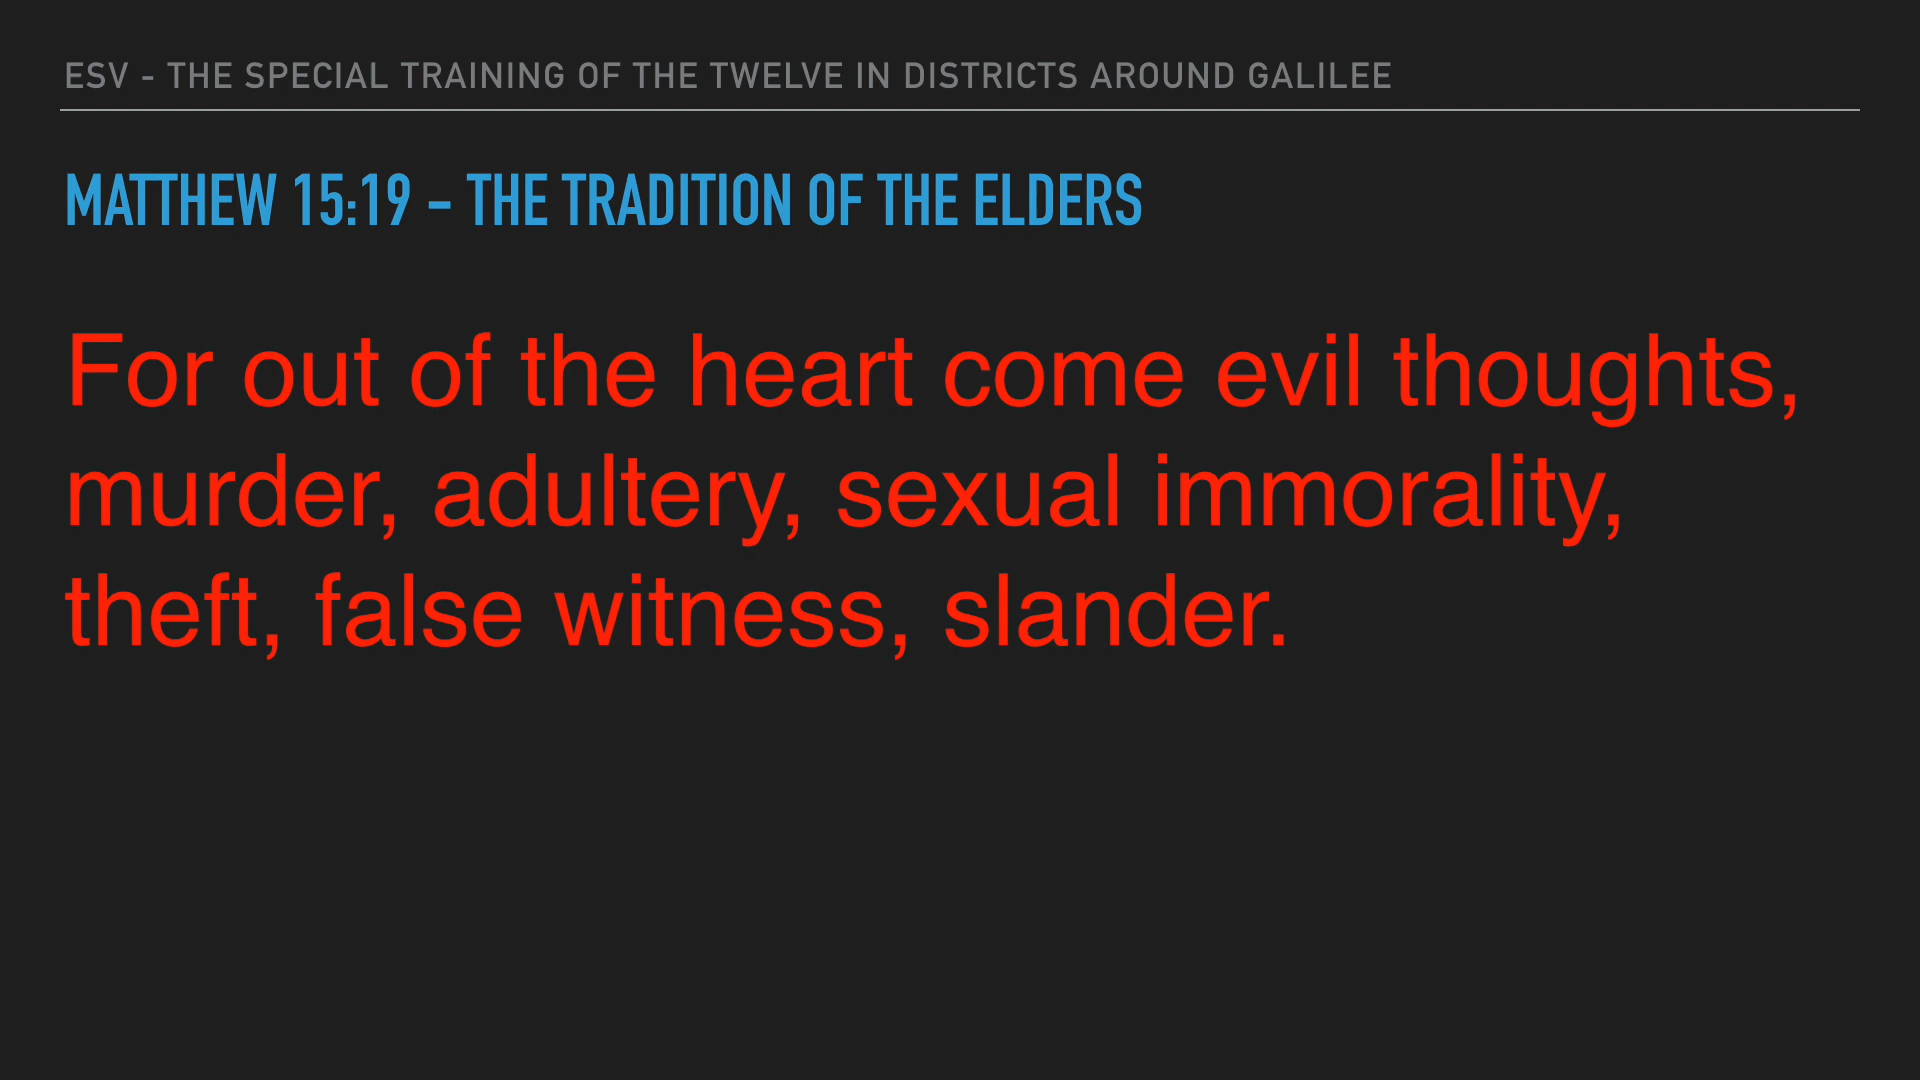 ESV - THE SPECIAL TRAINING OF THE TWELVE IN DISTRICTS AROUND GALILEE
MATTHEW 15:19 - THE TRADITION OF THE ELDERS
For out of the heart come evil thoughts,
murder, adultery, sexual immorality,
theft, false witness, slander.